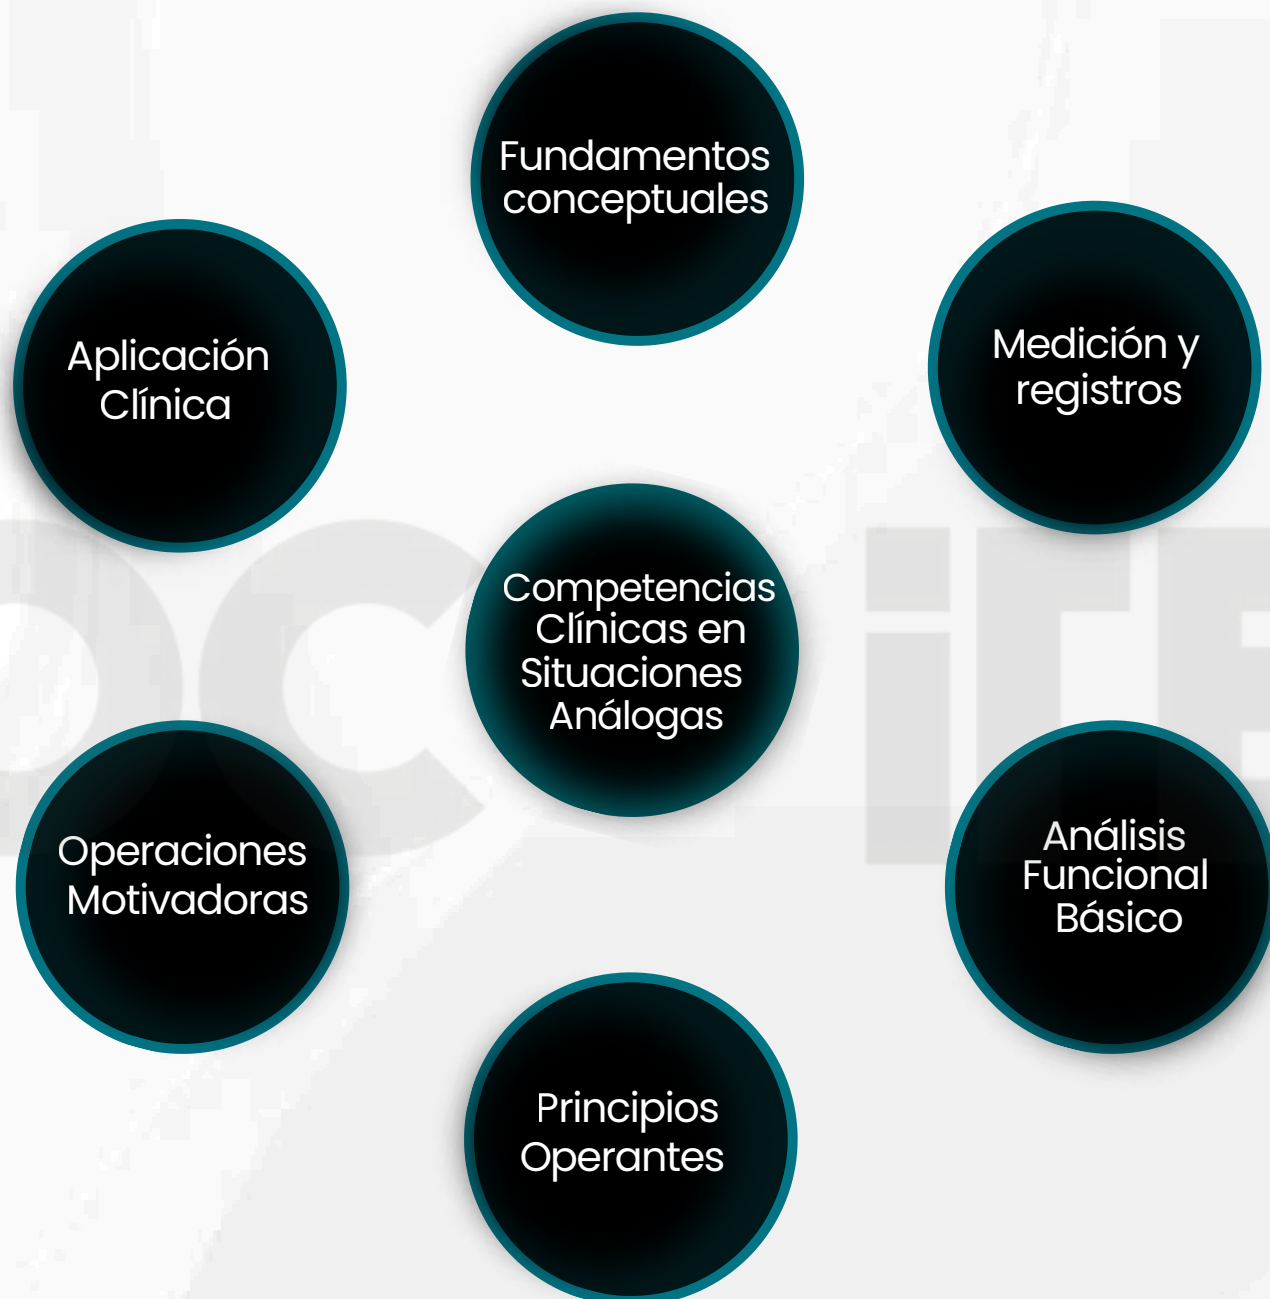 Fundamentos
conceptuales
Aplicación
Clínica
Medición y
registros
Competencias
Clínicas en
Situaciones
Análogas
Operaciones
Motivadoras
Análisis
Funcional
Básico
Principios
Operantes